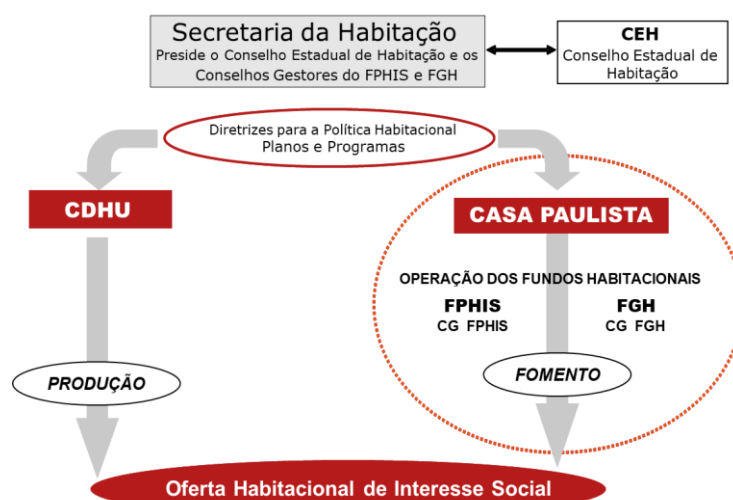 Secretaria da Habitação
Preside o Conselho Estadual de Habitação e os
Conselhos Gestores do FPHIS e FGH
CEH
Conselho Estadual de
Habitação
Diretrizes para a Política Habitacional
Planos e Programas
CDHU
CASA PAULISTA
OPERAÇÃO DOS FUNDOS HABITACIONAIS
FPHIS
CG FPHIS
FGH
CG FGH
PRODUÇÃO
FOMENTO
Oferta Habitacional de Interesse Social